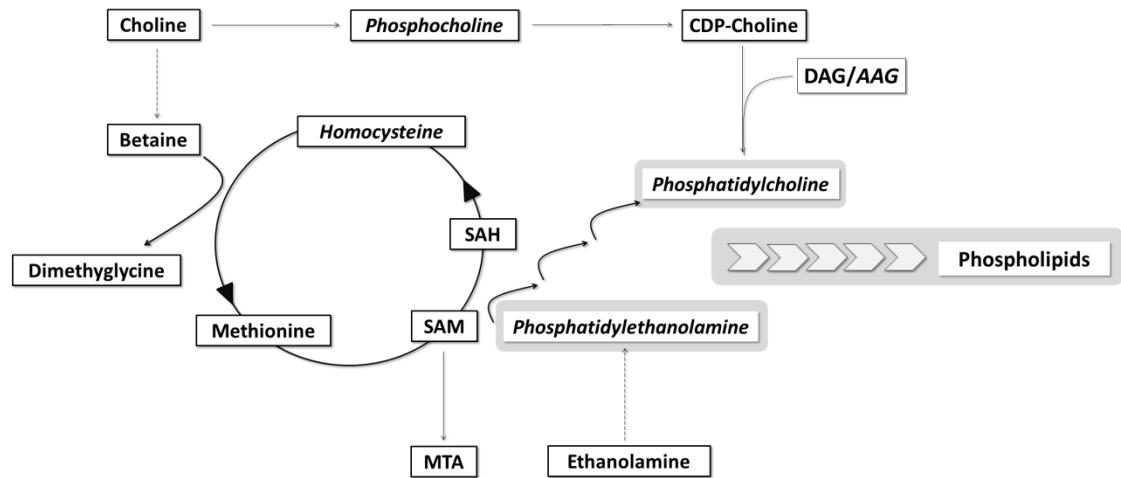 Choline
Phosphocholine
CDP-Choline
DAG/AAG
Betaine
Homocysteine
Phosphatidylcholine
SAH
Dimethyglycine
Phospholipids
Methionine
SAM
Phosphatidylethanolamine
MTA
Ethanolamine